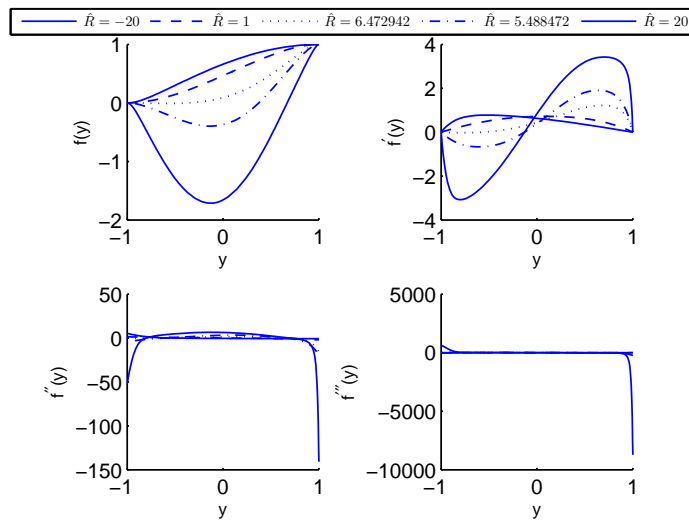 R̂ = −20 R̂ = 1 R̂ = 6.472942 R̂ = 5.488472 R̂ = 20
1
0
−1
−2
f(y)
−1 0 1
y
4
2
0
2
4
f′(y)
−1 0 1
y
50
0
−50
−100
−150
f′′(y)
−1 0 1
y
5000
0
−5000
−10000
f′′′(y)
−1 0 1
y